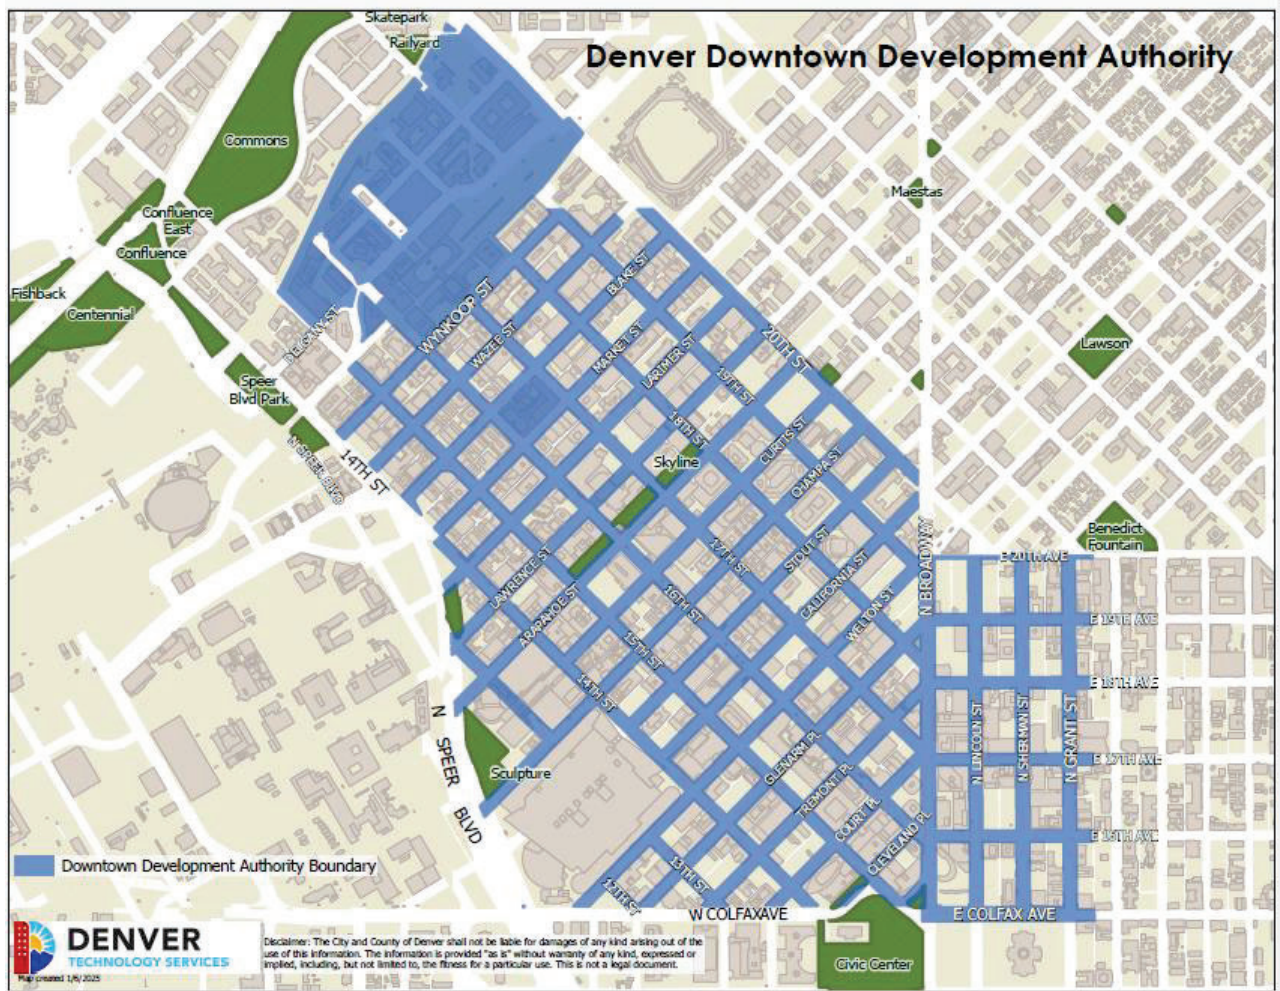 Skatepark
Railyard
Denver Downtown Development Authority
Commons
Maestas
Confluence
East
Confluence
BLAKE ST
Fishback
Centennial
WYNKOOP ST
DELGANY ST
WAZEE ST
MARKET ST
20TH ST
Lawson
LARIMER ST
19TH ST
Speer
Blvd Park
18TH ST
CURTIS ST
Skyline
CHAMPA ST
N SPEER BLVD
14TH ST
Benedict
Fountain
17TH ST
STOUT ST
N BROADWAY
E 20TH AVE
LAWRENCE ST
CALIFORNIA ST
ARAPAHOE ST
16TH ST
WELTON ST
E 19TH AVE
15TH ST
14TH ST
E 18TH AVE
N SPEER BLVD
GLENARM PL
N LINCOLN ST
N SHERMAN ST
N GRANT ST
E 17TH AVE
Sculpture
TREMONT PL
COURT PL
CLEVELAND PL
E 16TH AVE
Downtown Development Authority Boundary
13TH ST
12TH ST
W COLFAXAVE
E COLFAX AVE
DENVER
TECHNOLOGY SERVICES
Map created 1/6/2025
Disclaimer: The City and County of Denver shall not be liable for damages of any kind arising out of the
use of this information. The information is provided "as is" without warranty of any kind, expressed or
implied, including, but not limited to, the fitness for a particular use. This is not a legal document.
Civic Center